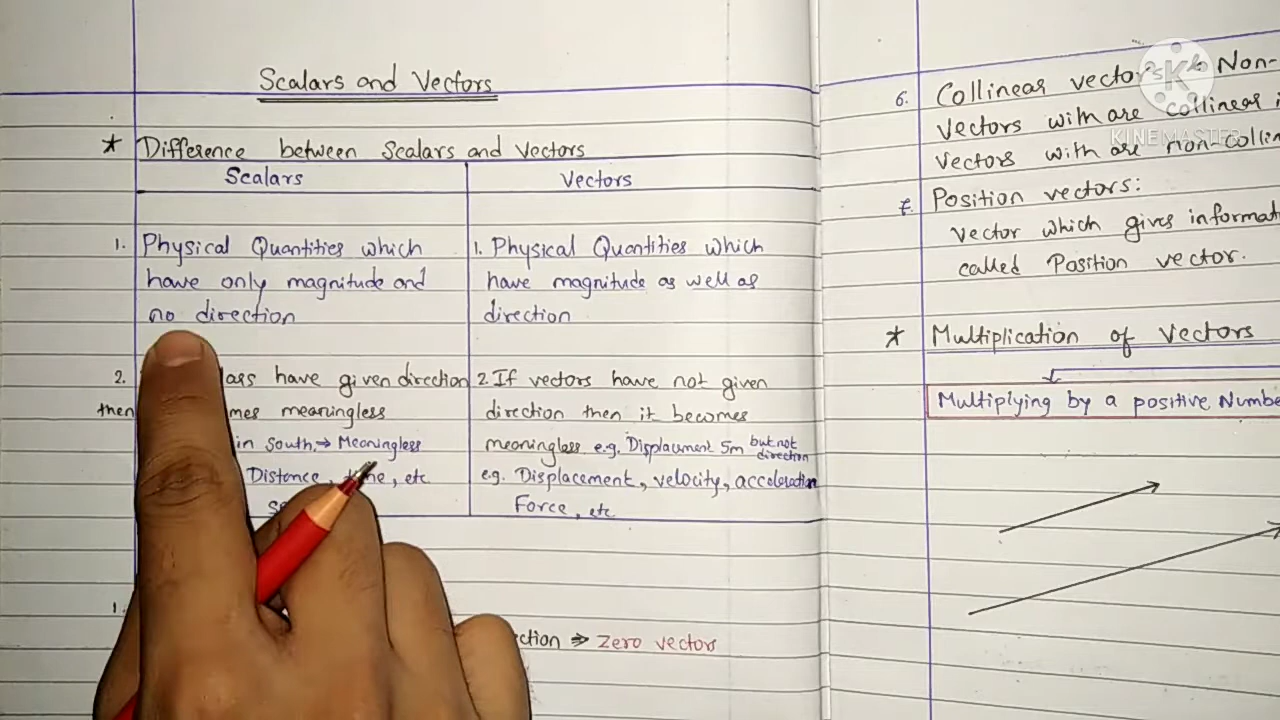 Scalars and Vectors
* Difference between Scalars and Vectors
Scalars
1. Physical Quantities which
have only magnitude and
no direction
2. have given direction
then meaningless
in south → Meaningless
Distance, time, etc
Vectors
1. Physical Quantities which
have magnitude as well as
direction
2. If vectors have not given
direction then it becomes
meaningless e.g. Displacement 5m but not direction
e.g. Displacement, velocity, acceleration
Force, etc
1.
⇒ Zero vector
6. Collinear vectors & Non-
vectors with are collinear
vectors with are non-collin
7. Position vectors:
vector which gives informat
called Position vector.
* Multiplication of Vectors
Multiplying by a positive Numbe
K
KINEMASTER